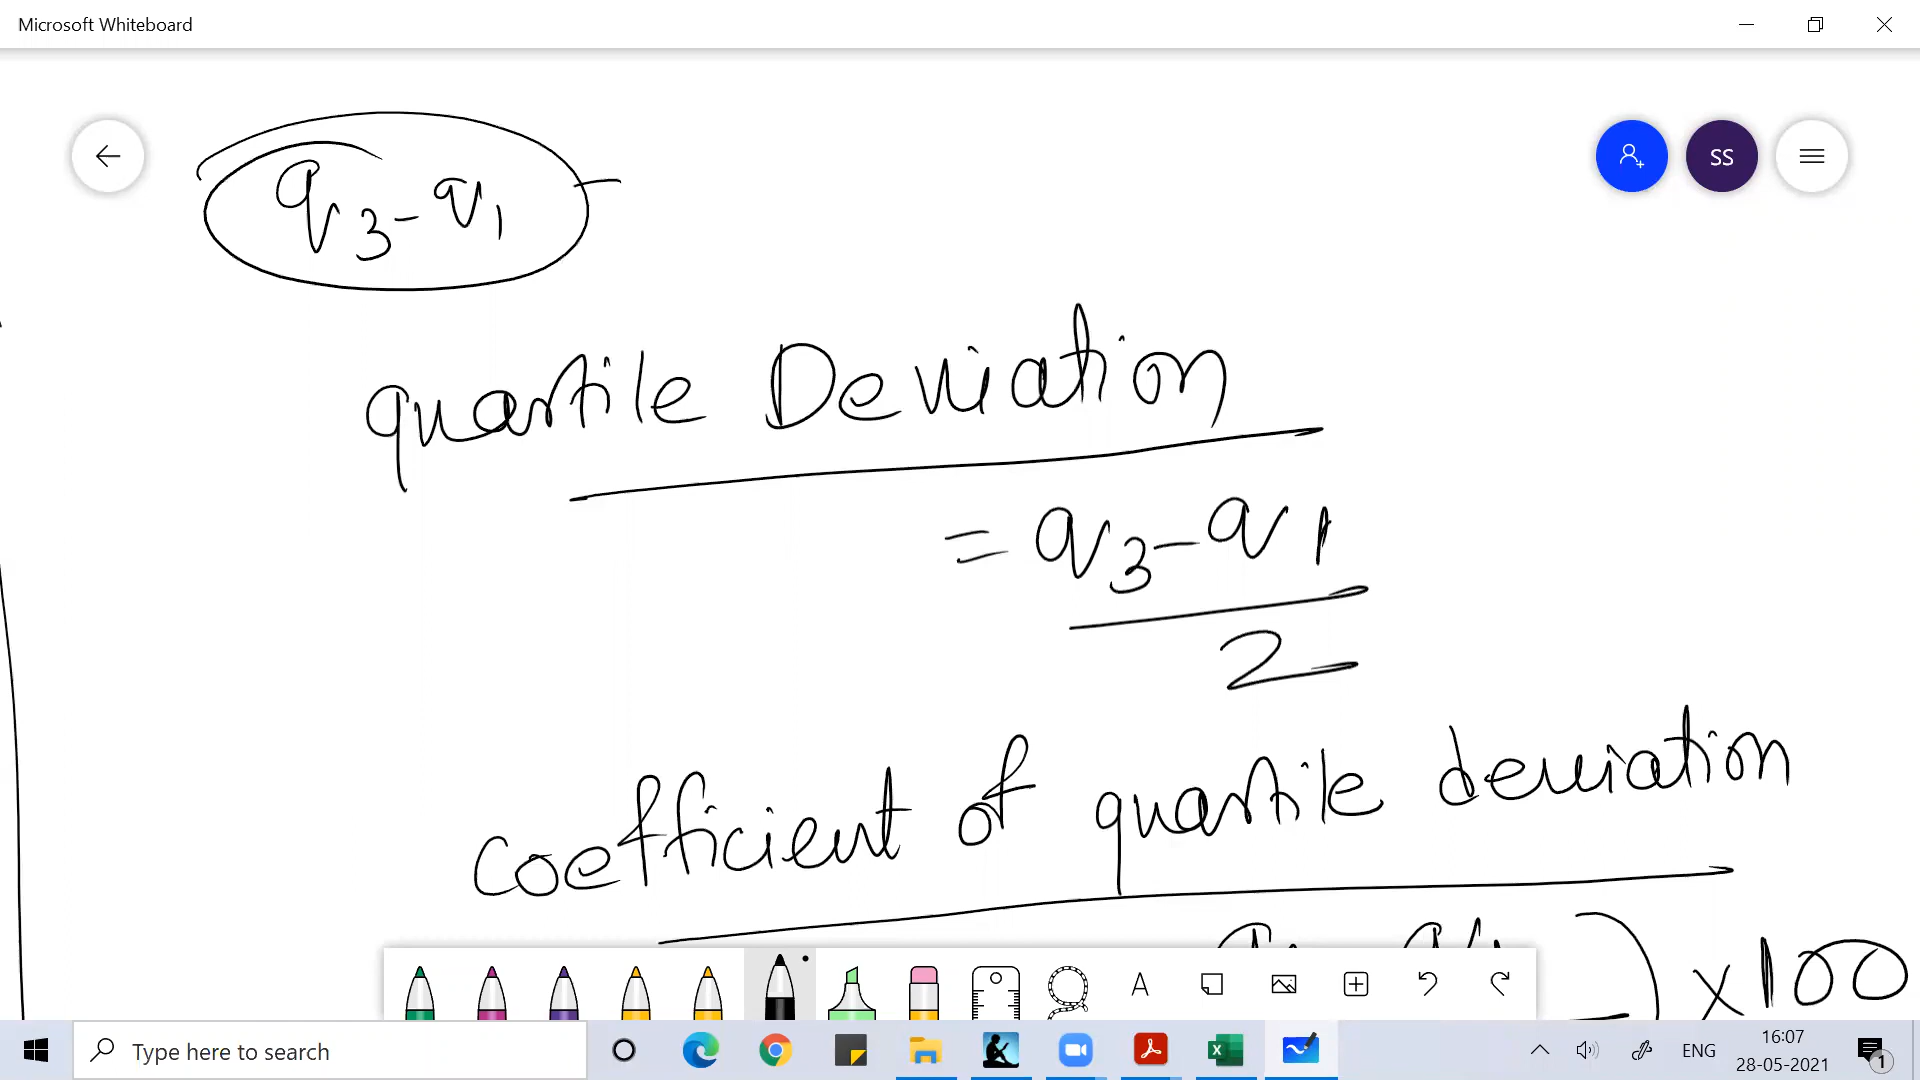 Microsoft Whiteboard
SS
q3 - q1
quartile Deviation
= q3 - q1
2
coefficient of quartile deviation
) x100
A
Type here to search
ENG
16:07
28-05-2021
1